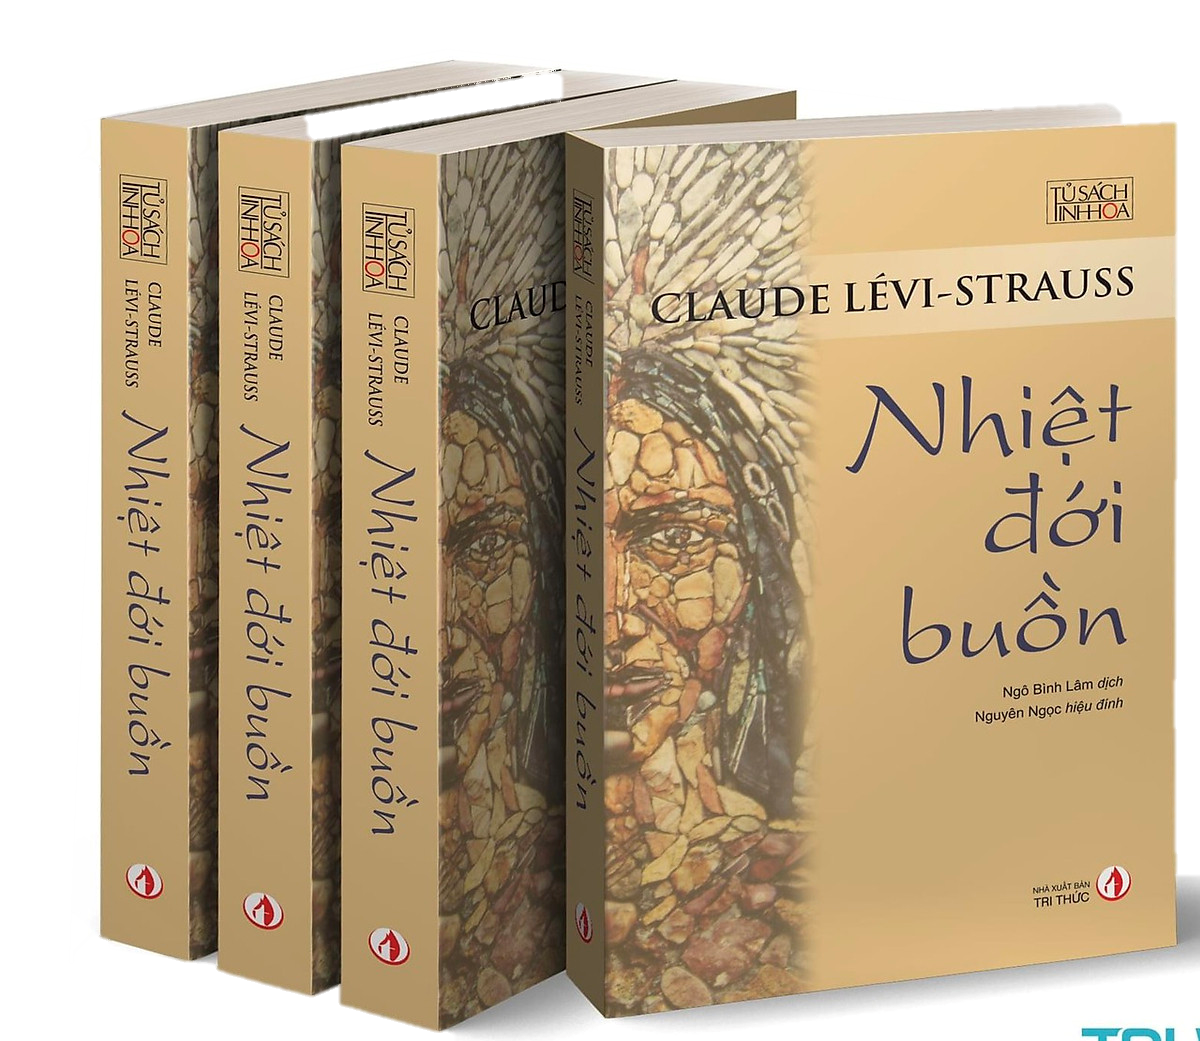 TỦ SÁCH
TINH HOA
CLAUDE
LÉVI-STRAUSS
Nhiệt đới buồn
TỦ SÁCH
TINH HOA
CLAUDE
LÉVI-STRAUSS
Nhiệt đới buồn
TỦ SÁCH
TINH HOA
CLAUDE
LÉVI-STRAUSS
Nhiệt đới buồn
CLAUD
TỦ SÁCH
TINH HOA
CLAUDE
LÉVI-STRAUSS
Nhiệt đới buồn
TỦ SÁCH
TINH HOA
CLAUDE LÉVI-STRAUSS
Nhiệt
đới
buồn
Ngô Bình Lâm dịch
Nguyên Ngọc hiệu đính
NHÀ XUẤT BẢN
TRI THỨC